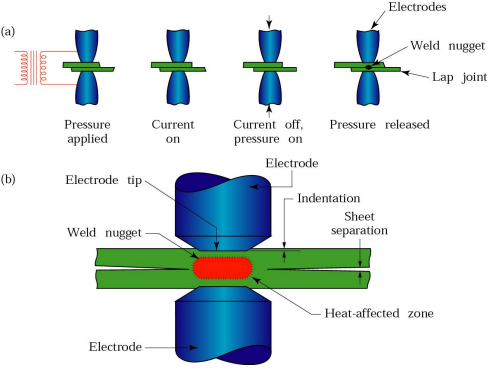 (a)
Electrodes
Weld nugget
Lap joint
Pressure
applied
Current
on
Current off,
pressure on
Pressure released
(b)
Electrode
Electrode tip
Indentation
Sheet
separation
Weld nugget
Heat-affected zone
Electrode